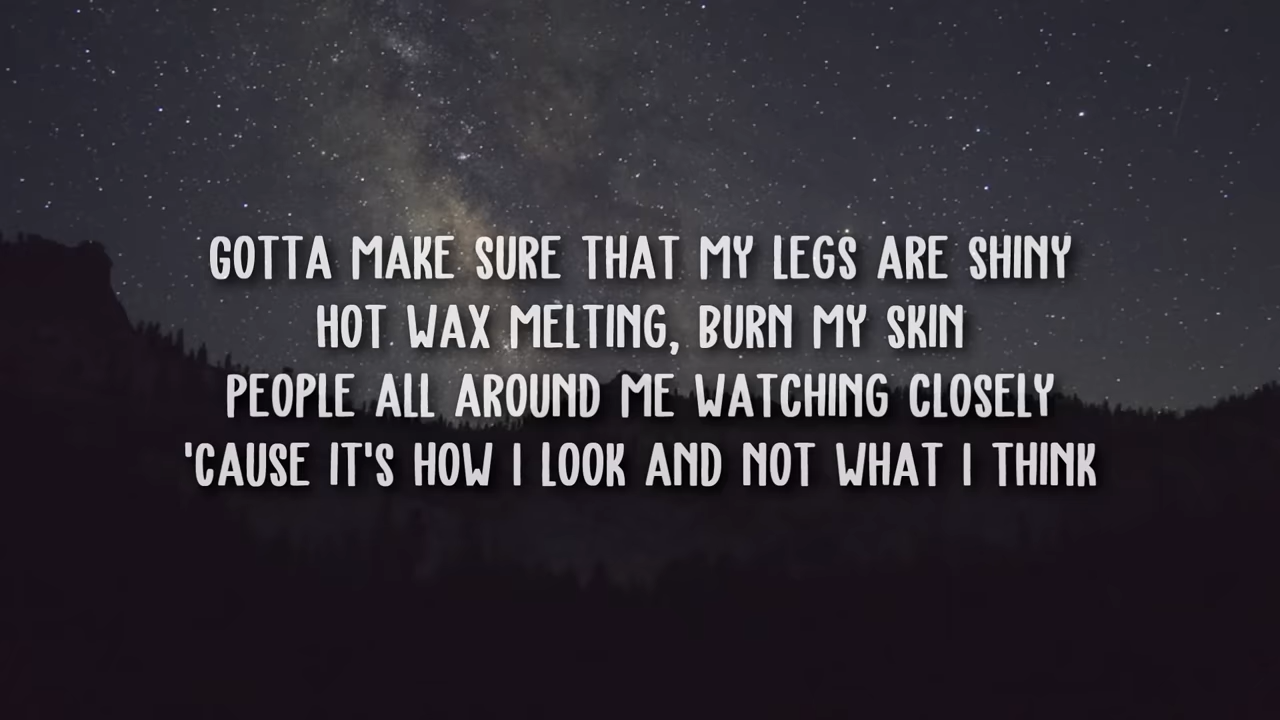 GOTTA MAKE SURE THAT MY LEGS ARE SHINY
HOT WAX MELTING, BURN MY SKIN
PEOPLE ALL AROUND ME WATCHING CLOSELY
'CAUSE IT'S HOW I LOOK AND NOT WHAT I THINK